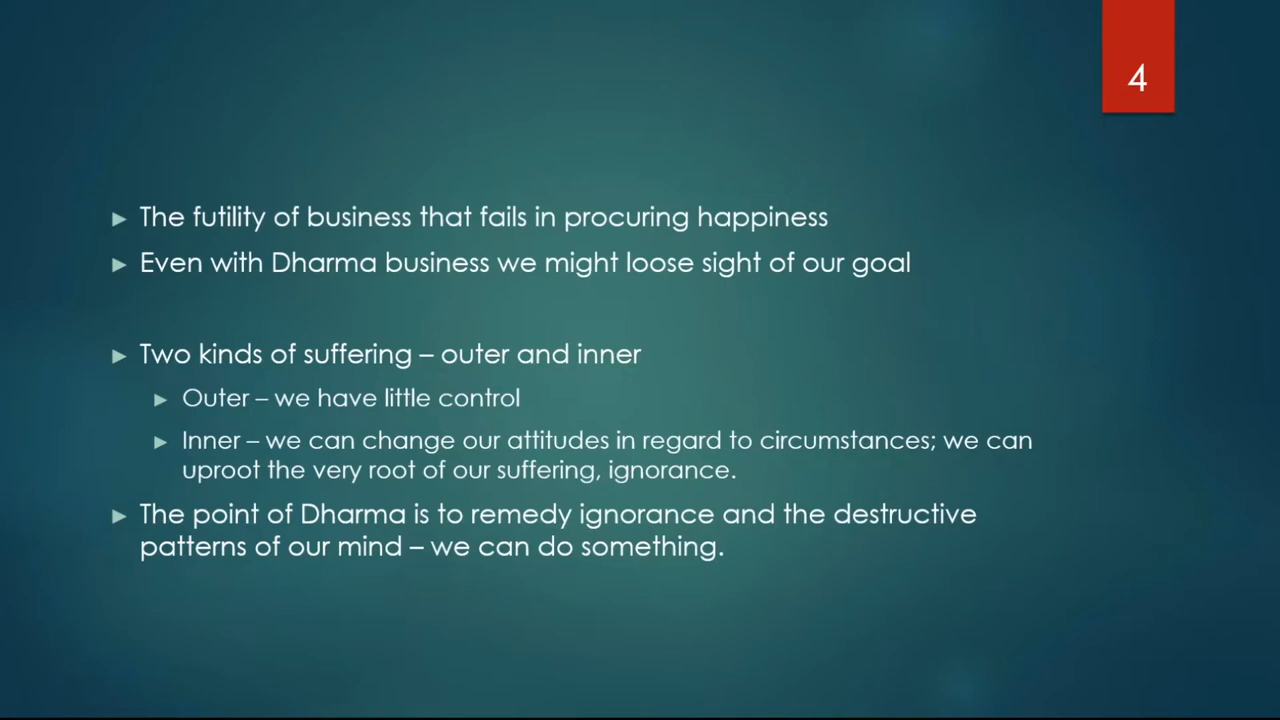 4
The futility of business that fails in procuring happiness
Even with Dharma business we might loose sight of our goal
Two kinds of suffering – outer and inner
Outer – we have little control
Inner – we can change our attitudes in regard to circumstances; we can
uproot the very root of our suffering, ignorance.
The point of Dharma is to remedy ignorance and the destructive
patterns of our mind – we can do something.